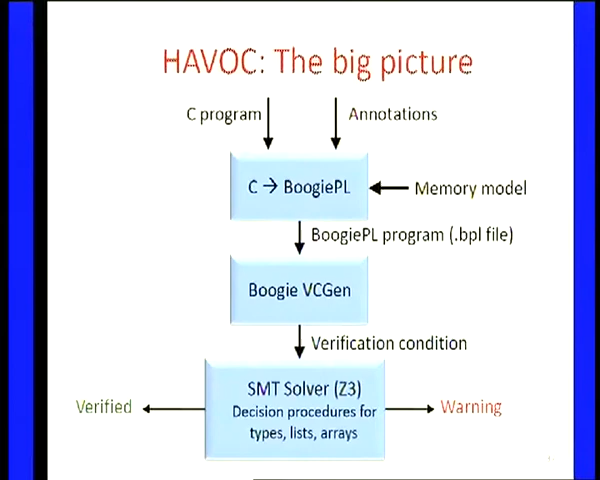 HAVOC: The big picture
C program
Annotations
C → BoogiePL
Memory model
BoogiePL program (.bpl file)
Boogie VCGen
Verification condition
SMT Solver (Z3)
Decision procedures for
types, lists, arrays
Verified
Warning